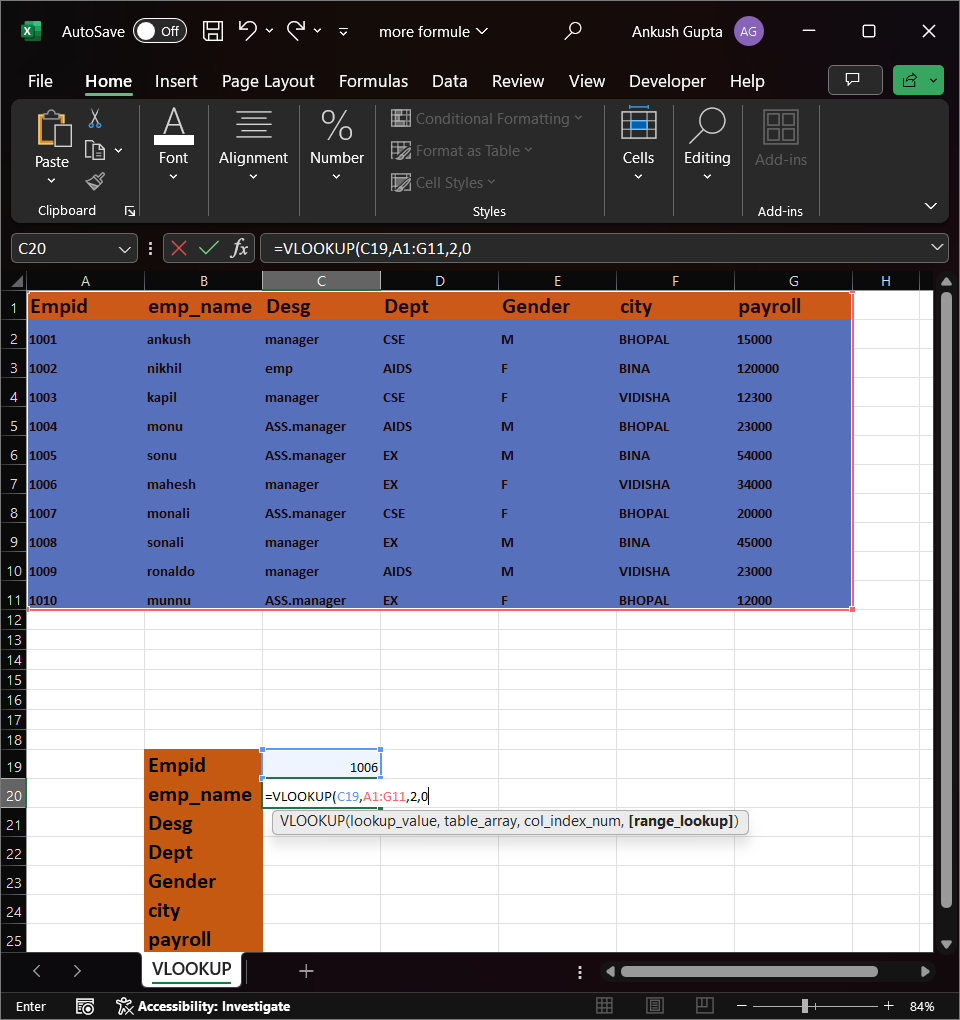 AutoSave Off more formule Ankush Gupta AG
File Home Insert Page Layout Formulas Data Review View Developer Help
Paste
Clipboard
Font
Alignment
%
Number
Conditional Formatting
Format as Table
Cell Styles
Styles
Cells
Editing
Add-ins
Add-ins
C20 fx =VLOOKUP(C19,A1:G11,2,0
A B C D E F G H
1 Empid emp_name Desg Dept Gender city payroll
2 1001 ankush manager CSE M BHOPAL 15000
3 1002 nikhil emp AIDS F BINA 120000
4 1003 kapil manager CSE F VIDISHA 12300
5 1004 monu ASS.manager AIDS M BHOPAL 23000
6 1005 sonu ASS.manager EX M BINA 54000
7 1006 mahesh manager EX F VIDISHA 34000
8 1007 monali ASS.manager CSE F BHOPAL 20000
9 1008 sonali manager EX M BINA 45000
10 1009 ronaldo manager AIDS M VIDISHA 23000
11 1010 munnu ASS.manager EX F BHOPAL 12000
12
13
14
15
16
17
18
19 Empid 1006
20 emp_name =VLOOKUP(C19,A1:G11,2,0
21 Desg VLOOKUP(lookup_value, table_array, col_index_num, [range_lookup])
22 Dept
23 Gender
24 city
25 payroll
VLOOKUP
Enter Accessibility: Investigate 84%